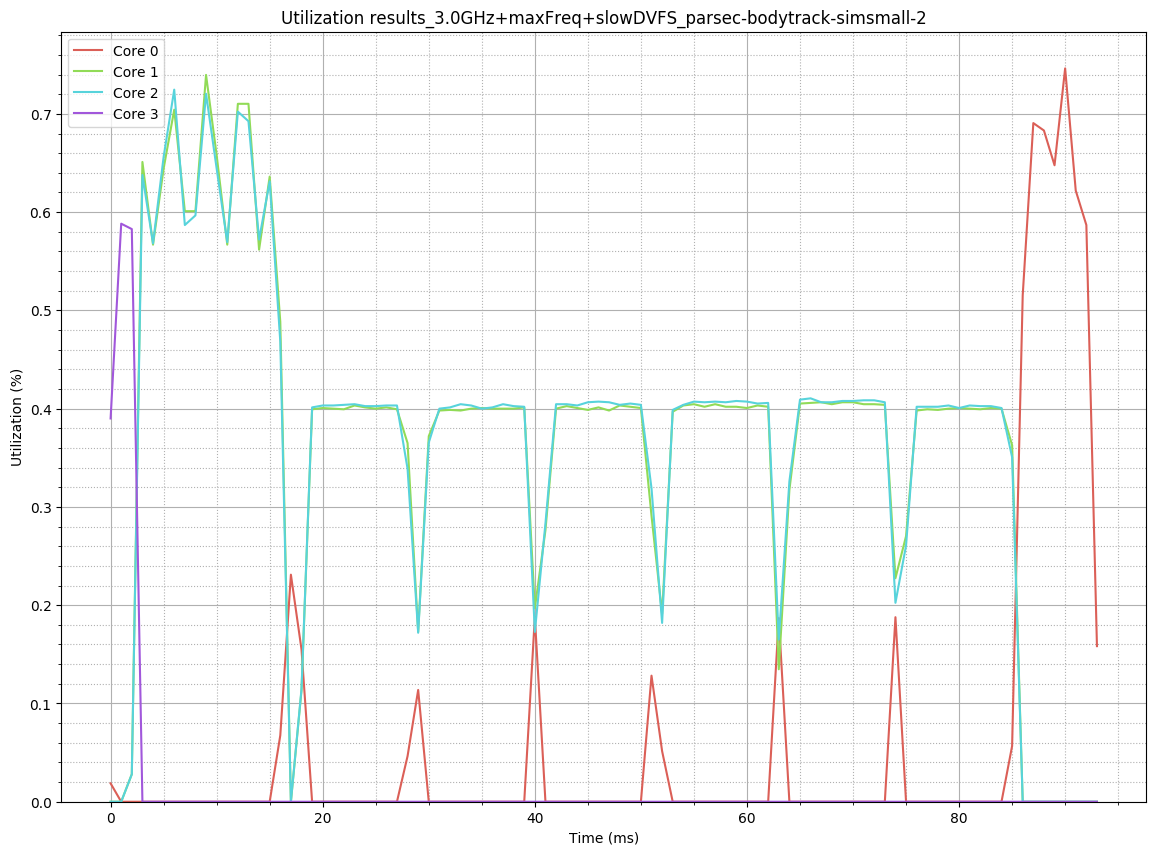 Utilization results_3.0GHz+maxFreq+slowDVFS_parsec-bodytrack-simsmall-2
Core 0
Core 1
Core 2
Core 3
Utilization (%)
0.7
0.6
0.5
0.4
0.3
0.2
0.1
0.0
0 20 40 60 80
Time (ms)